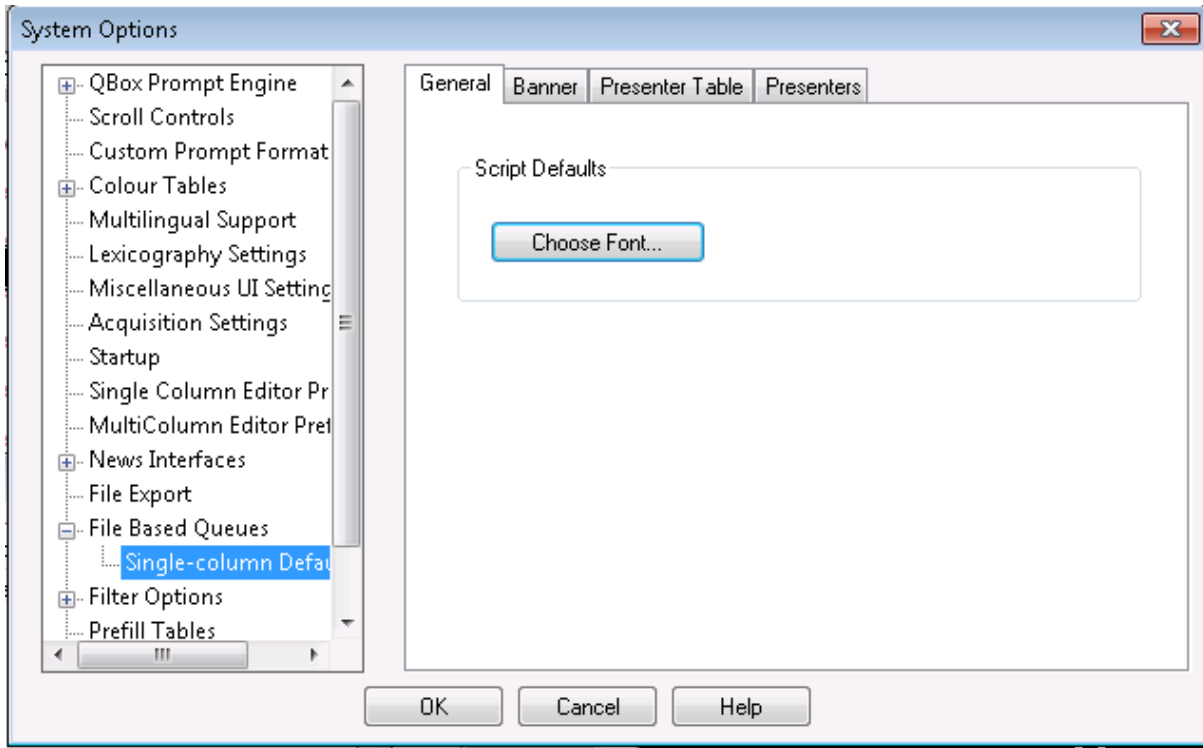 System Options
QBox Prompt Engine
Scroll Controls
Custom Prompt Format
Colour Tables
Multilingual Support
Lexicography Settings
Miscellaneous UI Setting
Acquisition Settings
Startup
Single Column Editor Pr
MultiColumn Editor Pref
News Interfaces
File Export
File Based Queues
Single-column Defau
Filter Options
Prefill Tables
General Banner Presenter Table Presenters
Script Defaults
Choose Font...
OK Cancel Help